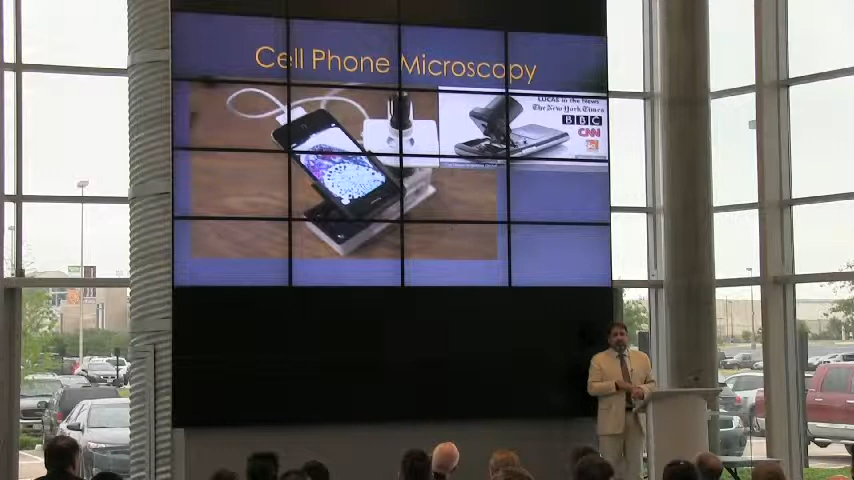 Cell Phone Microscopy
LUCAS in the News
The New York Times
BBC
CNN